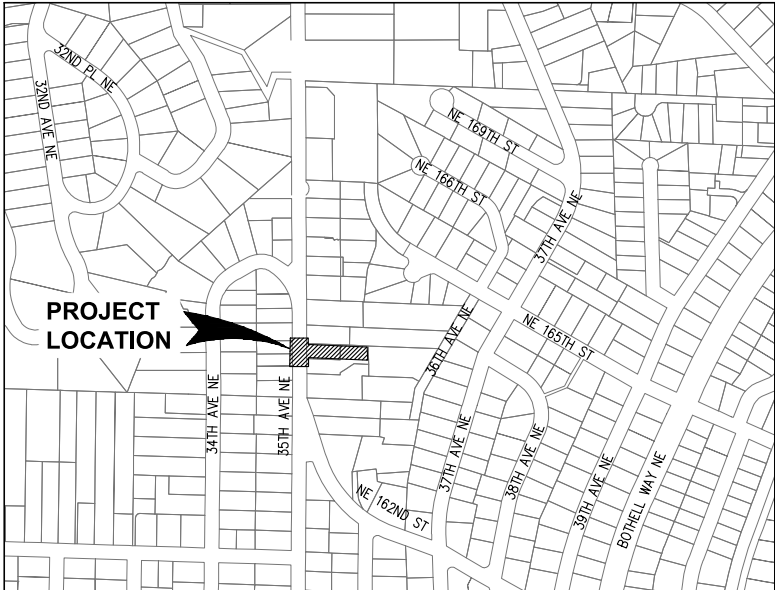 32ND PL NE
32ND AVE NE
NE 169TH ST
NE 166TH ST
37TH AVE NE
PROJECT
LOCATION
36TH AVE NE
NE 165TH ST
34TH AVE NE
35TH AVE NE
37TH AVE NE
38TH AVE NE
39TH AVE NE
BOTHELL WAY NE
NE 162ND ST